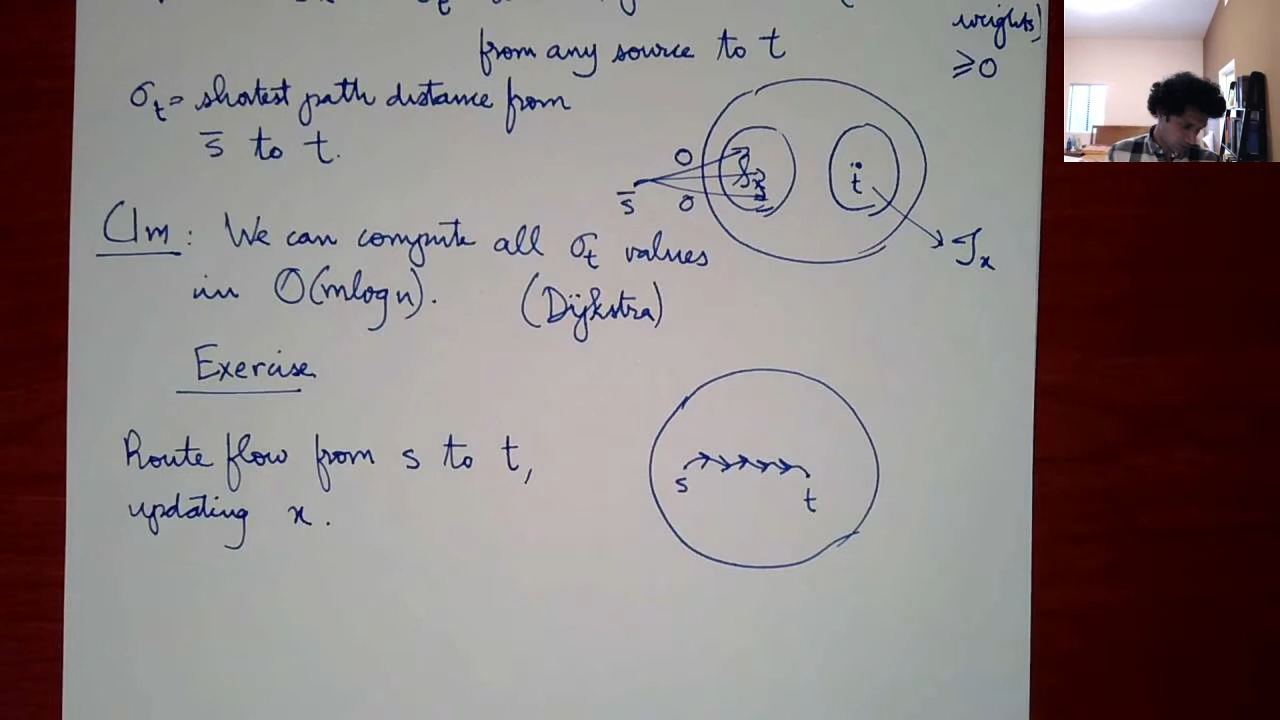 weights)
from any source to t
≥0
σ_t = shortest path distance from
s̄ to t.
0
S_x
t
s̄
0
Clm : We can compute all σ_t values
T_x
in O(m log n). (Dijkstra)
Exercise
Route flow from s to t,
s
t
updating x.